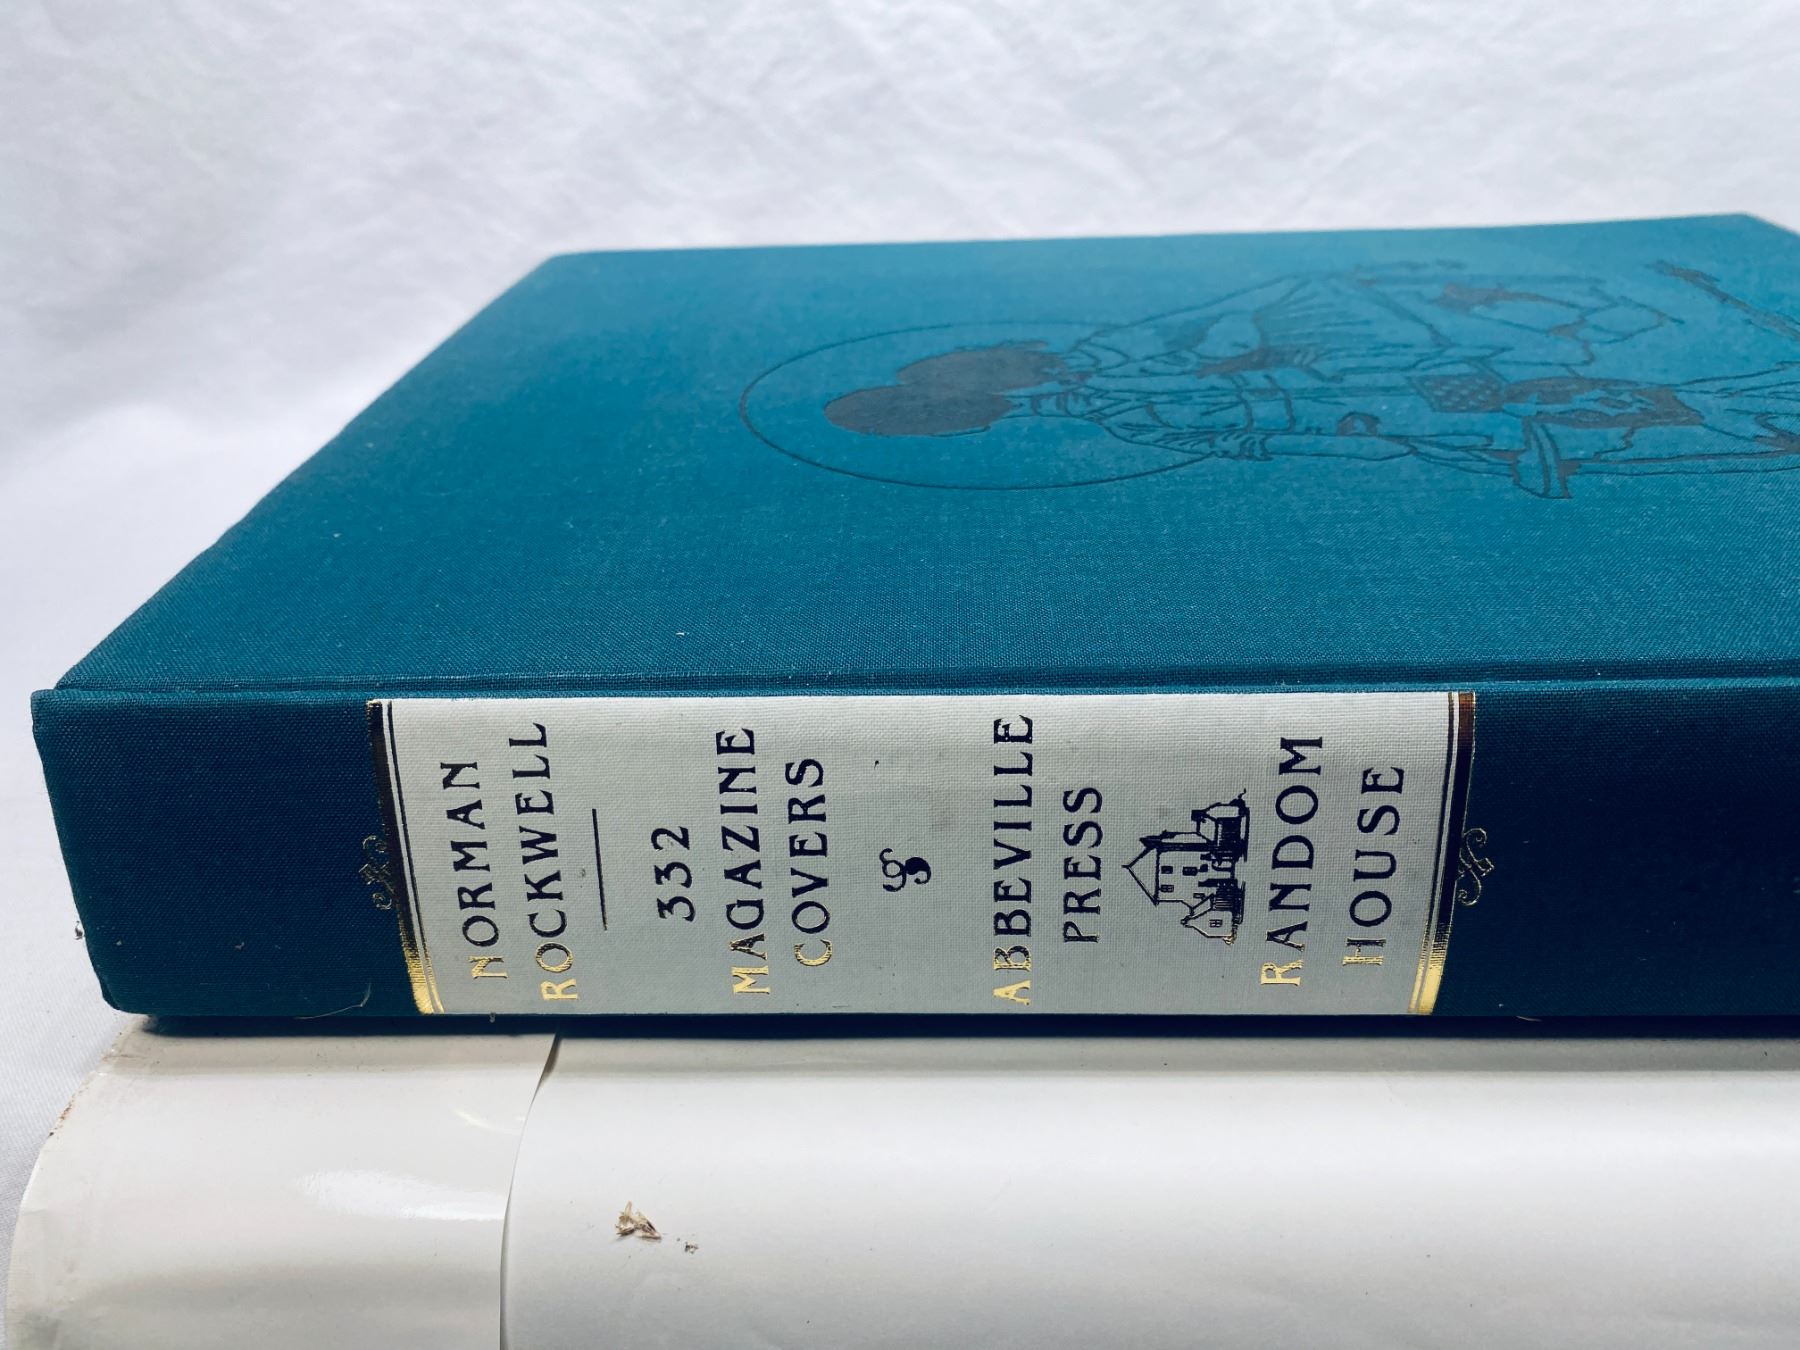 NORMAN
ROCKWELL
332
MAGAZINE
COVERS
ABBEVILLE
PRESS
RANDOM
HOUSE